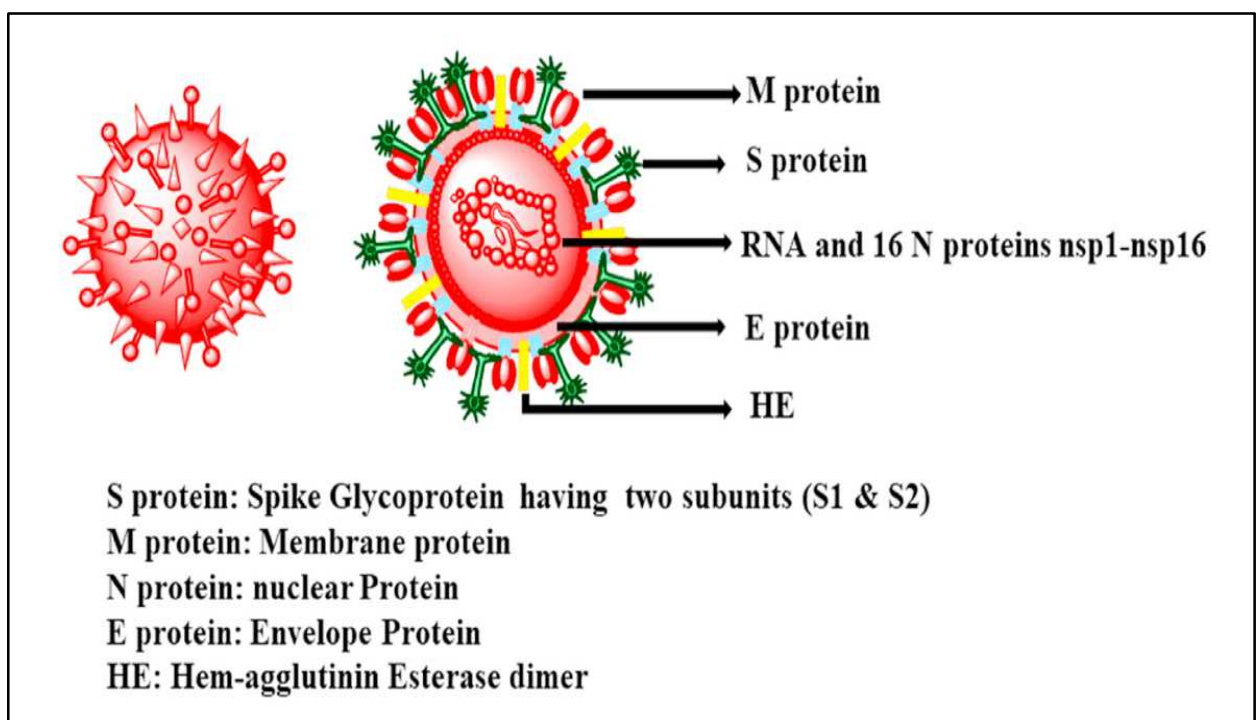 M protein
S protein
RNA and 16 N proteins nsp1-nsp16
E protein
HE
S protein: Spike Glycoprotein having two subunits (S1 & S2)
M protein: Membrane protein
N protein: nuclear Protein
E protein: Envelope Protein
HE: Hem-agglutinin Esterase dimer